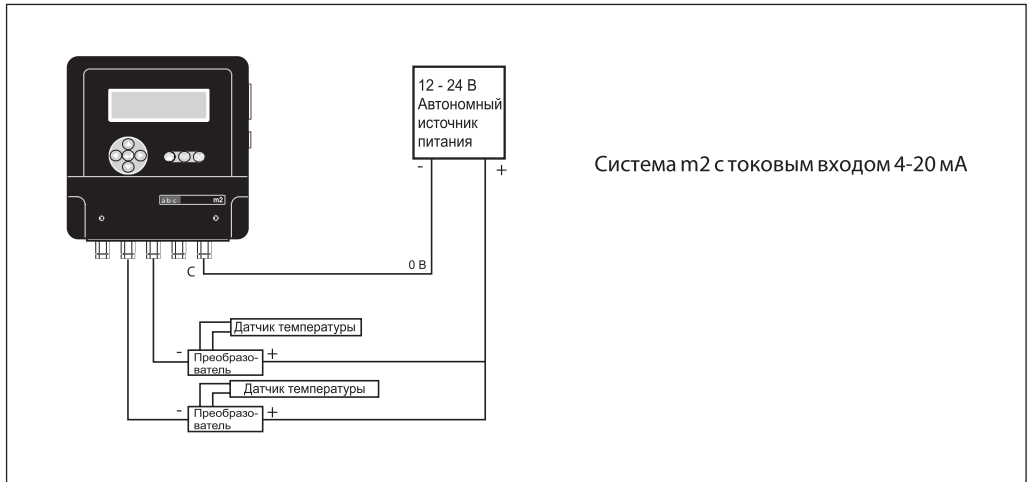 12 - 24 В
Автономный
источник
питания
-
+
Система m2 с токовым входом 4-20 мА
a b c m2
C
0 В
Датчик температуры
-
Преобразо-
ватель
+
Датчик температуры
-
Преобразо-
ватель
+